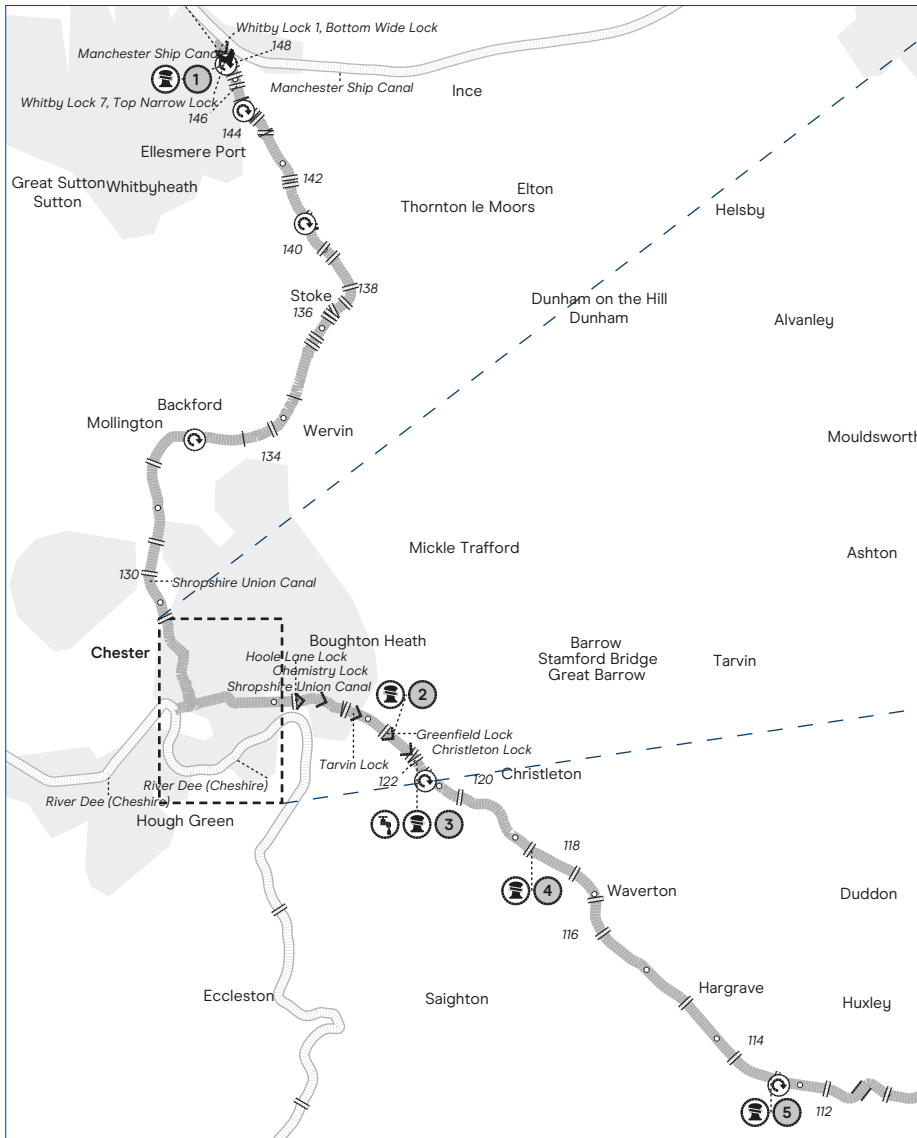 Whitby Lock 1, Bottom Wide Lock
148
Manchester Ship Canal
1
Manchester Ship Canal
Ince
Whitby Lock 7, Top Narrow Lock
146
144
Ellesmere Port
142
Great Sutton
Whitbyheath
Sutton
Elton
Thornton le Moors
Helsby
140
138
Stoke
136
Dunham on the Hill
Dunham
Alvanley
Backford
Mollington
Wervin
134
Mouldsworth
Mickle Trafford
Ashton
130
Shropshire Union Canal
Chester
Boughton Heath
Hoole Lane Lock
Chemistry Lock
Shropshire Union Canal
Barrow
Stamford Bridge
Great Barrow
Tarvin
2
Greenfield Lock
Christleton Lock
Tarvin Lock
122
120
Christleton
River Dee (Cheshire)
River Dee (Cheshire)
Hough Green
3
118
4
Waverton
Duddon
116
Eccleston
Saighton
Hargrave
Huxley
114
5
112